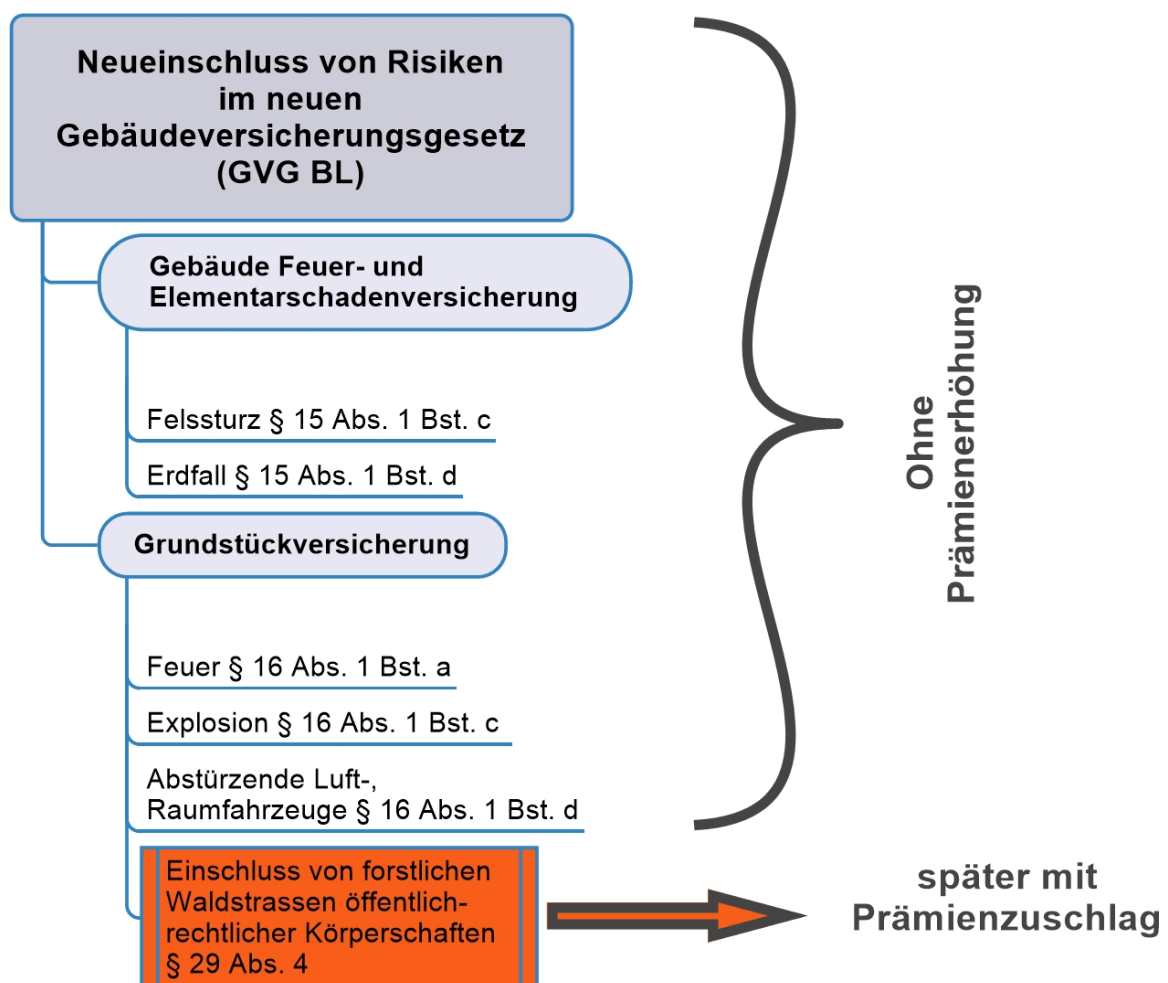 Neueinschluss von Risiken
im neuen
Gebäudeversicherungsgesetz
(GVG BL)
Gebäude Feuer- und
Elementarschadenversicherung
Felssturz § 15 Abs. 1 Bst. c
Erdfall § 15 Abs. 1 Bst. d
Grundstückversicherung
Feuer § 16 Abs. 1 Bst. a
Explosion § 16 Abs. 1 Bst. c
Abstürzende Luft-,
Raumfahrzeuge § 16 Abs. 1 Bst. d
Ohne
Prämienerhöhung
Einschluss von forstlichen
Waldstrassen öffentlich-
rechtlicher Körperschaften
§ 29 Abs. 4
später mit
Prämienzuschlag